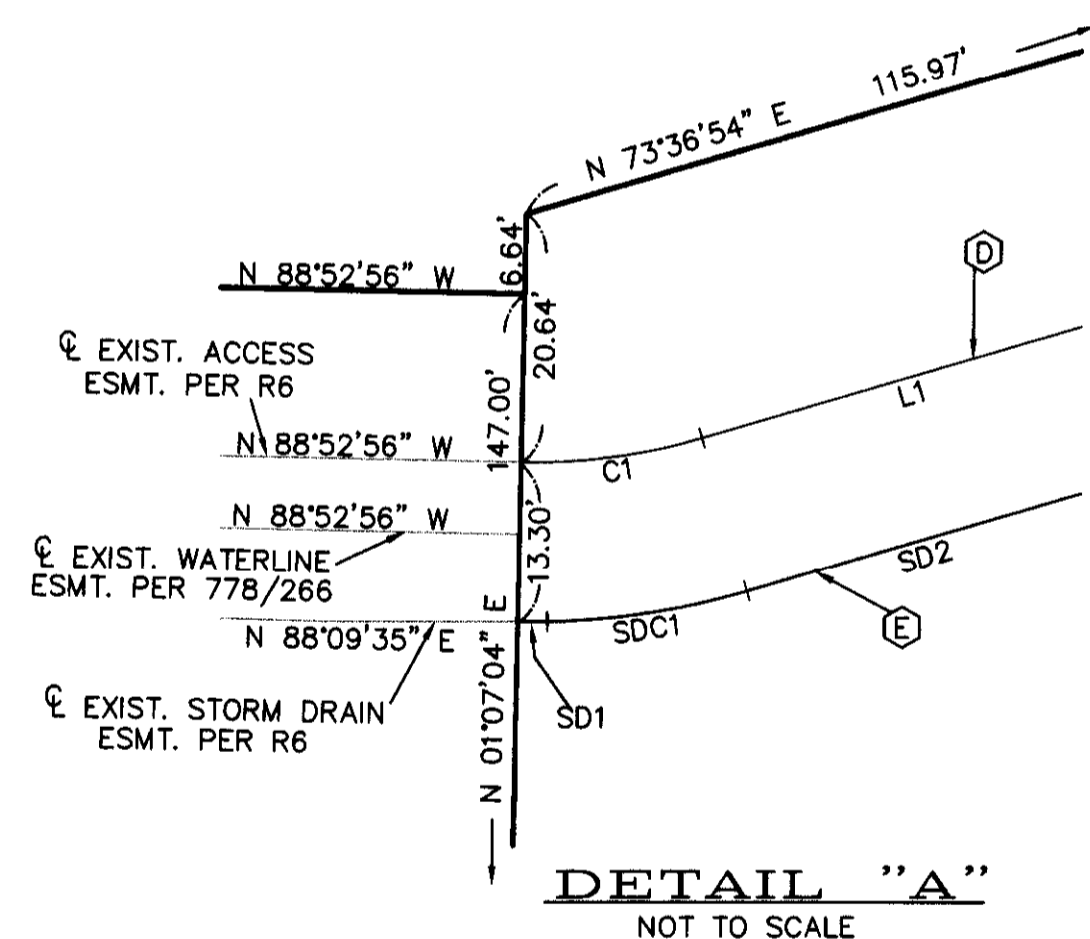 115.97'
N 73°36'54" E
6.64'
D
N 88°52'56" W
20.64'
℄ EXIST. ACCESS
ESMT. PER R6
L1
147.00'
N 88°52'56" W
C1
N 88°52'56" W
13.30'
℄ EXIST. WATERLINE
ESMT. PER 778/266
SD2
N 88°09'35" E
SDC1
E
N 01°07'04" E
℄ EXIST. STORM DRAIN
ESMT. PER R6
SD1
DETAIL "A"
NOT TO SCALE